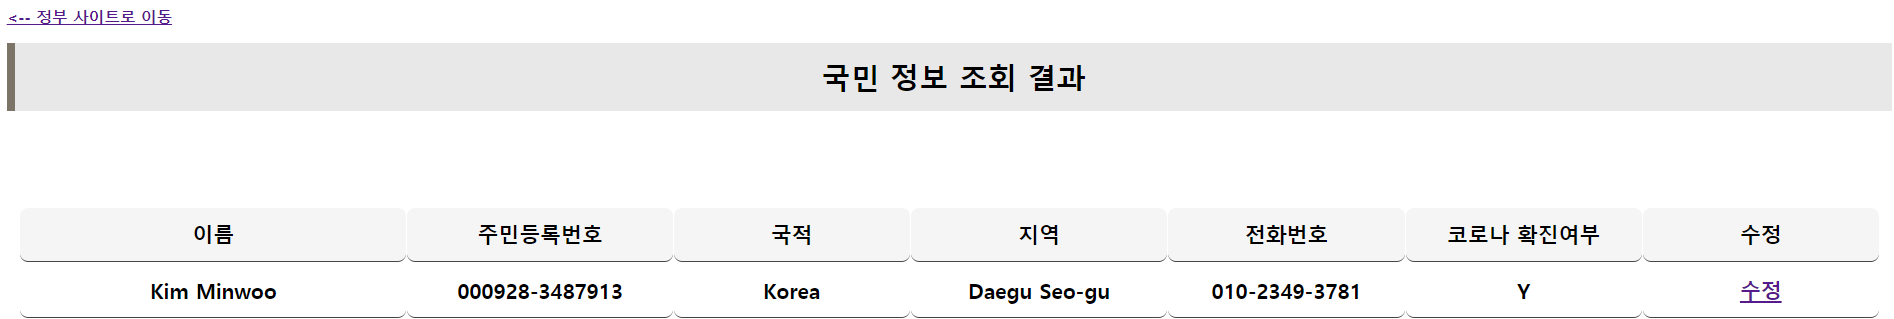 <-- 정부 사이트로 이동
국민 정보 조회 결과
이름 주민등록번호 국적 지역 전화번호 코로나 확진여부 수정
Kim Minwoo 000928-3487913 Korea Daegu Seo-gu 010-2349-3781 Y 수정